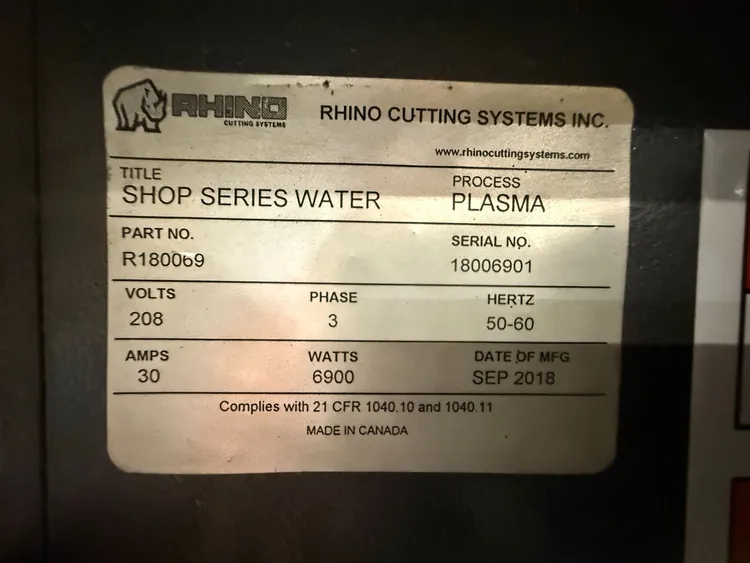 RHINO
CUTTING SYSTEMS
RHINO CUTTING SYSTEMS INC.
www.rhinocuttingsystems.com
TITLE
SHOP SERIES WATER
PROCESS
PLASMA
PART NO.
R180069
SERIAL NO.
18006901
VOLTS
208
PHASE
3
HERTZ
50-60
AMPS
30
WATTS
6900
DATE OF MFG
SEP 2018
Complies with 21 CFR 1040.10 and 1040.11
MADE IN CANADA